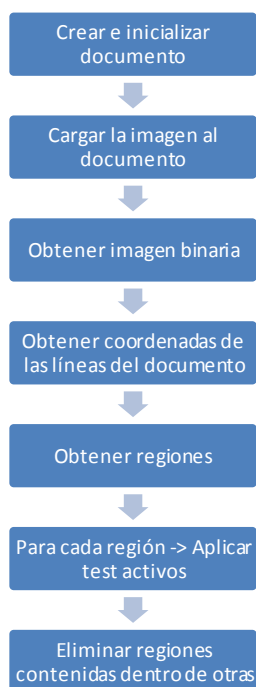 Crear e inicializar
documento
Cargar la imagen al
documento
Obtener imagen binaria
Obtener coordenadas de
las líneas del documento
Obtener regiones
Para cada región -> Aplicar
test activos
Eliminar regiones
contenidas dentro de otras